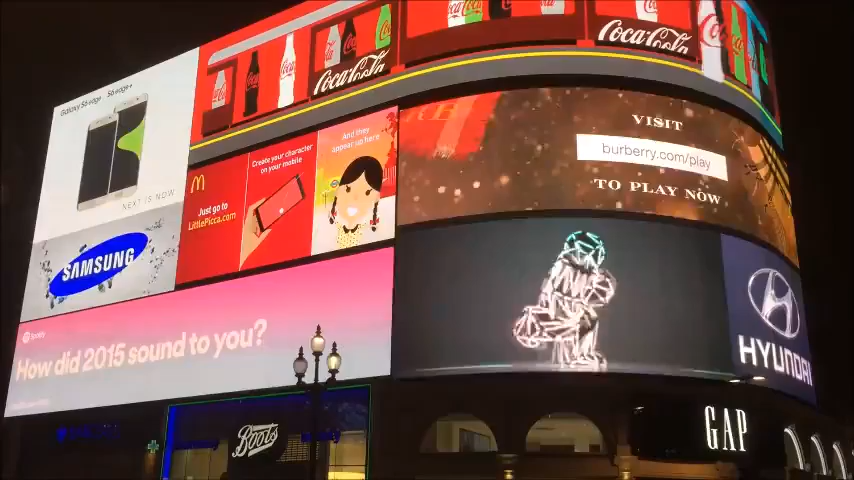 Galaxy S6 edge S6 edge+
NEXT IS NOW
SAMSUNG
Coca-Cola
Coca-Cola
Just go to
LittlePicca.com
Create your character
on your mobile
And they
appear up here
VISIT
burberry.com/play
TO PLAY NOW
Spotify
How did 2015 sound to you?
HYUNDAI
Boots
GAP